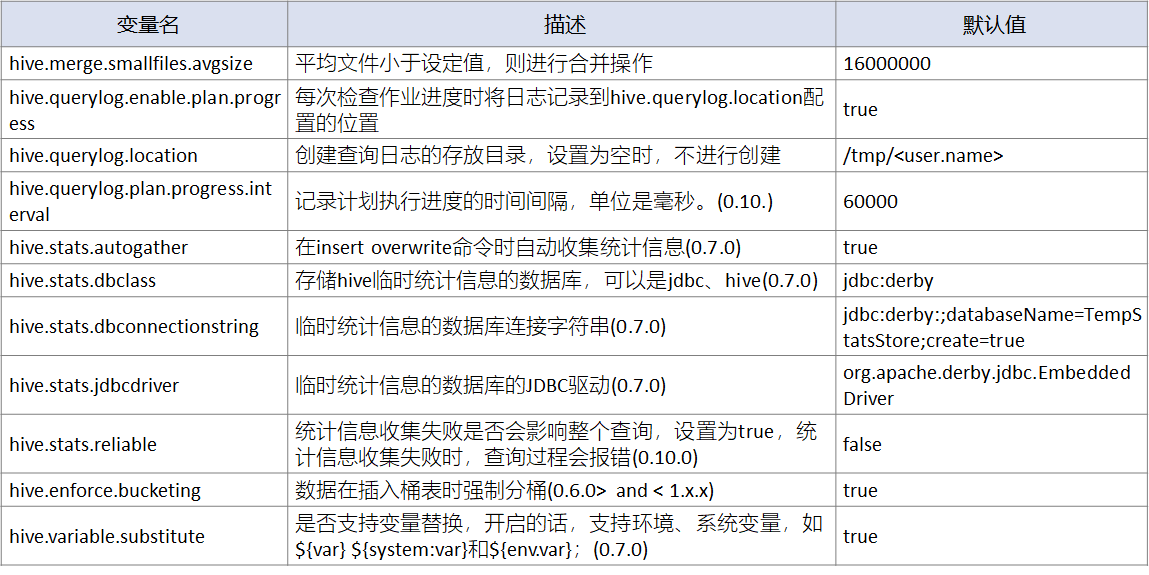 变量名 描述 默认值
hive.merge.smallfiles.avgsize 平均文件小于设定值，则进行合并操作 16000000
hive.querylog.enable.plan.progr
ess
每次检查作业进度时将日志记录到hive.querylog.location配
置的位置
true
hive.querylog.location 创建查询日志的存放目录，设置为空时，不进行创建 /tmp/<user.name>
hive.querylog.plan.progress.int
erval
记录计划执行进度的时间间隔，单位是毫秒。(0.10.)
60000
hive.stats.autogather 在insert overwrite命令时自动收集统计信息(0.7.0) true
hive.stats.dbclass 存储hive临时统计信息的数据库，可以是jdbc、hive(0.7.0) jdbc:derby
hive.stats.dbconnectionstring 临时统计信息的数据库连接字符串(0.7.0)
jdbc:derby:;databaseName=TempS
tatsStore;create=true
hive.stats.jdbcdriver 临时统计信息的数据库的JDBC驱动(0.7.0)
org.apache.derby.jdbc.Embedded
Driver
hive.stats.reliable
统计信息收集失败是否会影响整个查询，设置为true，统
计信息收集失败时，查询过程会报错(0.10.0)
false
hive.enforce.bucketing 数据在插入桶表时强制分桶(0.6.0> and < 1.x.x) true
hive.variable.substitute
是否支持变量替换，开启的话，支持环境、系统变量，如
${var} ${system:var}和${env.var}；(0.7.0)
true